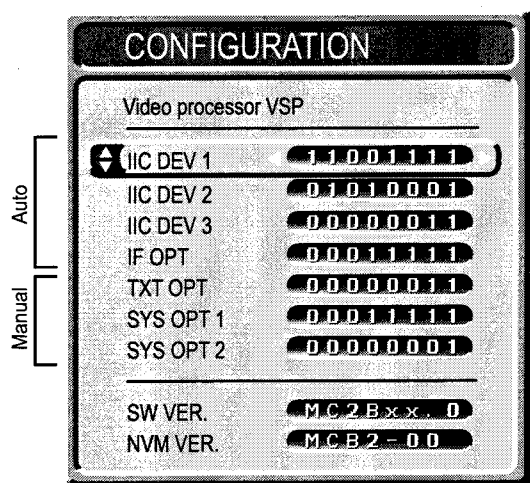 CONFIGURATION
Video processor VSP
Auto
IIC DEV 1 11001111
IIC DEV 2 01010001
IIC DEV 3 00000011
IF OPT 00011111
Manual
TXT OPT 00000011
SYS OPT 1 00011111
SYS OPT 2 00000001
SW VER. MC2Bxx.0
NVM VER. MCB2-00